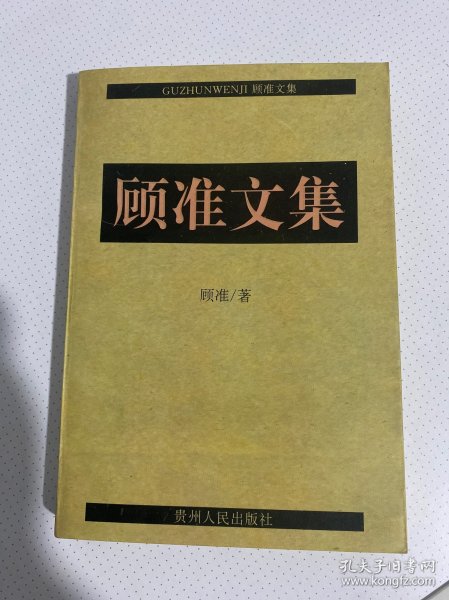 GUZHUNWENJI 顾准文集
顾准文集
顾准/著
贵州人民出版社
孔夫子旧书网
www.kongfz.com